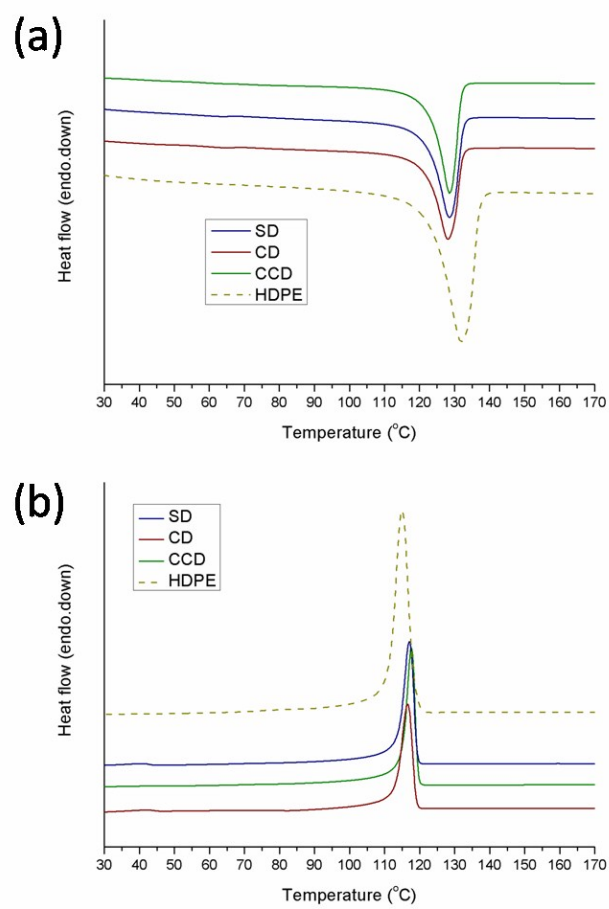 (a)
Heat flow (endo.down)
SD
CD
CCD
HDPE
30 40 50 60 70 80 90 100 110 120 130 140 150 160 170
Temperature (°C)
(b)
Heat flow (endo.down)
SD
CD
CCD
HDPE
30 40 50 60 70 80 90 100 110 120 130 140 150 160 170
Temperature (°C)